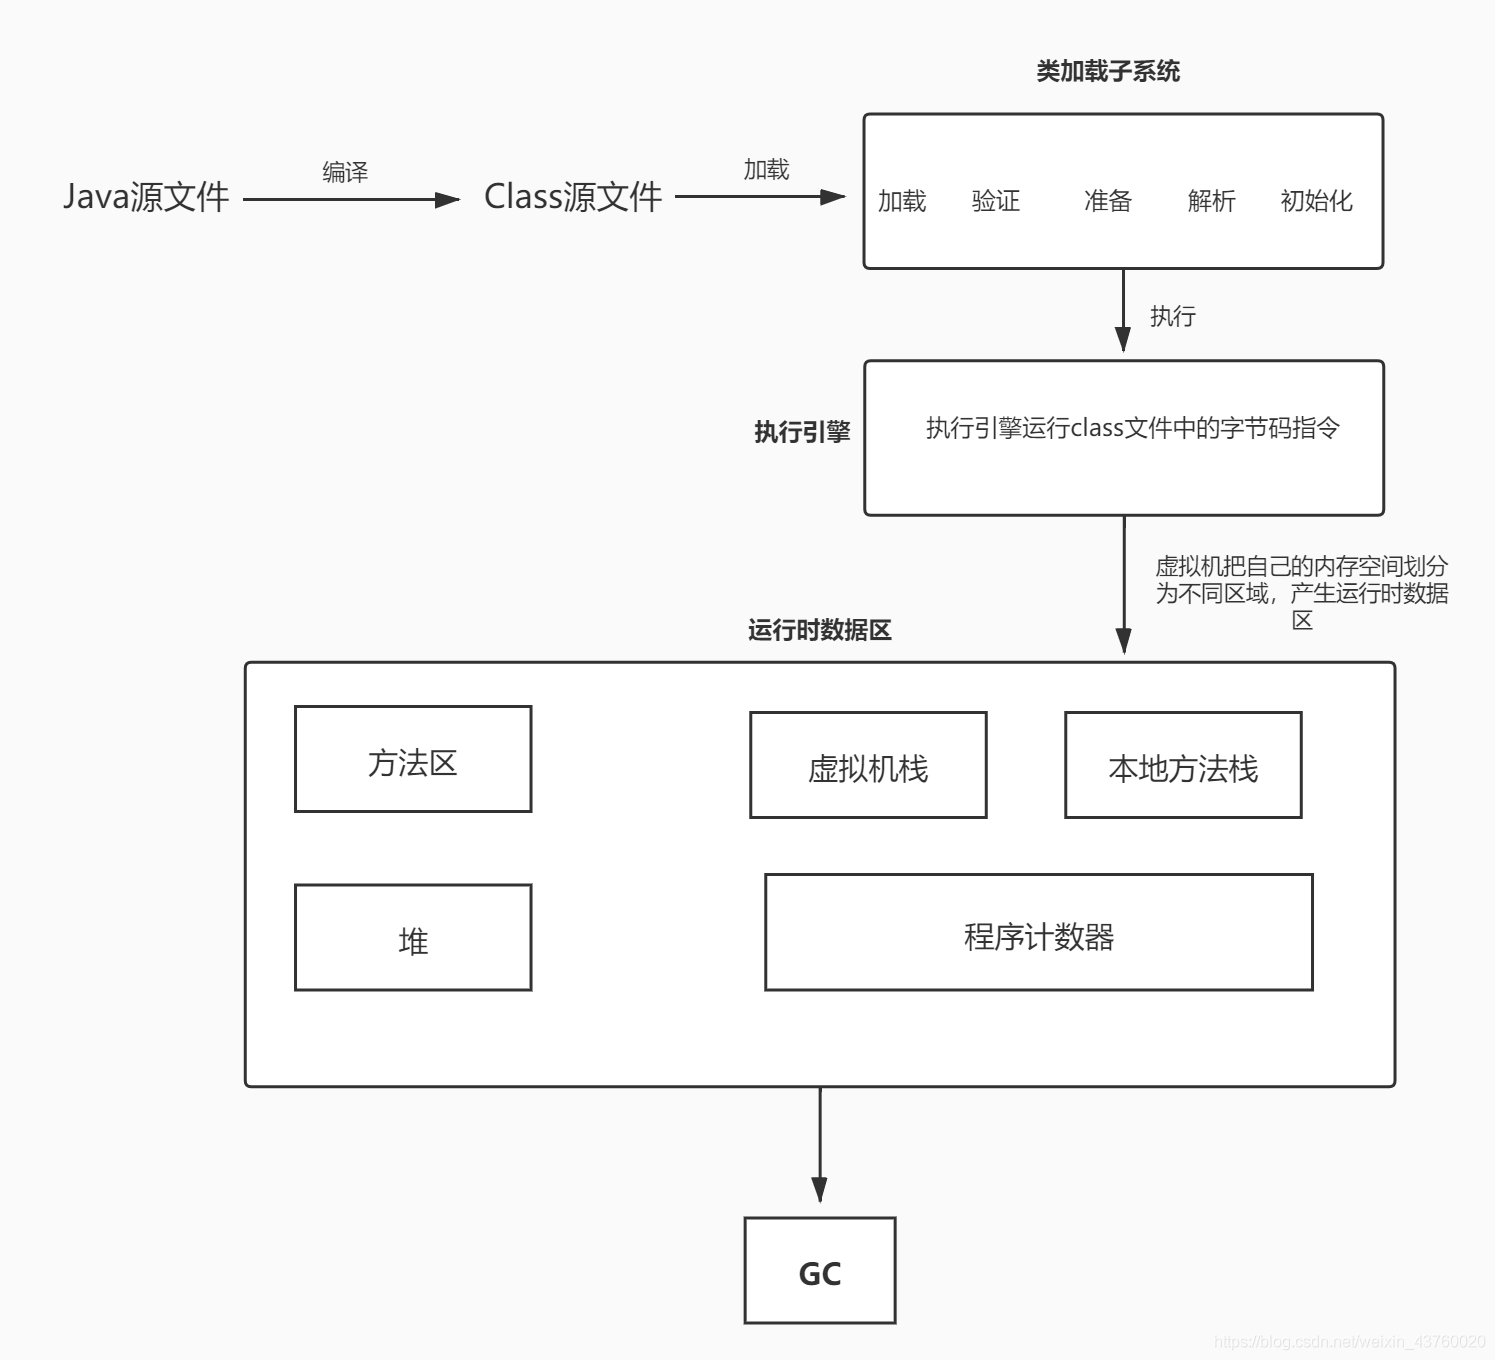 类加载子系统
Java源文件
编译
Class源文件
加载
加载 验证 准备 解析 初始化
执行
执行引擎
执行引擎运行class文件中的字节码指令
虚拟机把自己的内存空间划分
为不同区域，产生运行时数据
区
运行时数据区
方法区
虚拟机栈
本地方法栈
堆
程序计数器
GC
https://blog.csdn.net/weixin_43760020